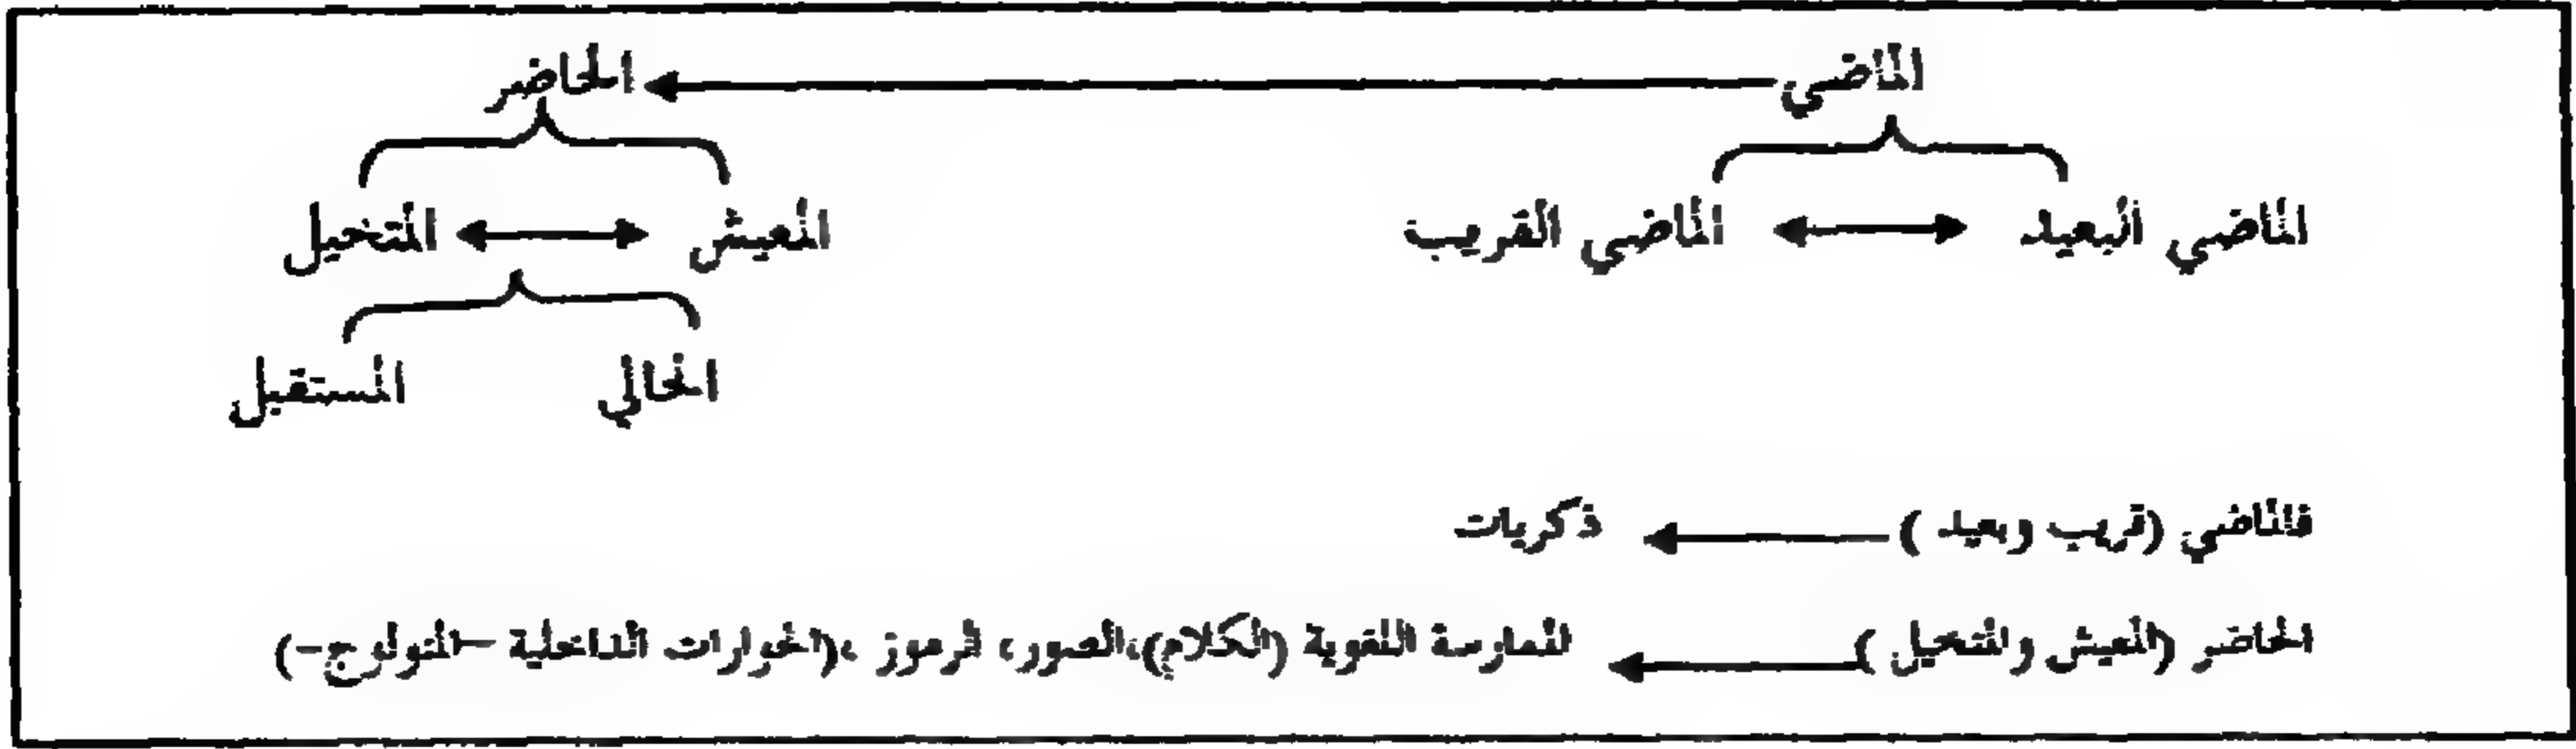 الماضي الحاضر
الماضي البعيد الماضي القريب المعيش المتخيل
الحالي المستقبل
فالماضي (قريب وبعيد) ذكريات
الحاضر (المعيش والمتخيل) الممارسة اللغوية (الكلام)،الصور، الرموز ،(الحوارات الداخلية –المنولوج-)